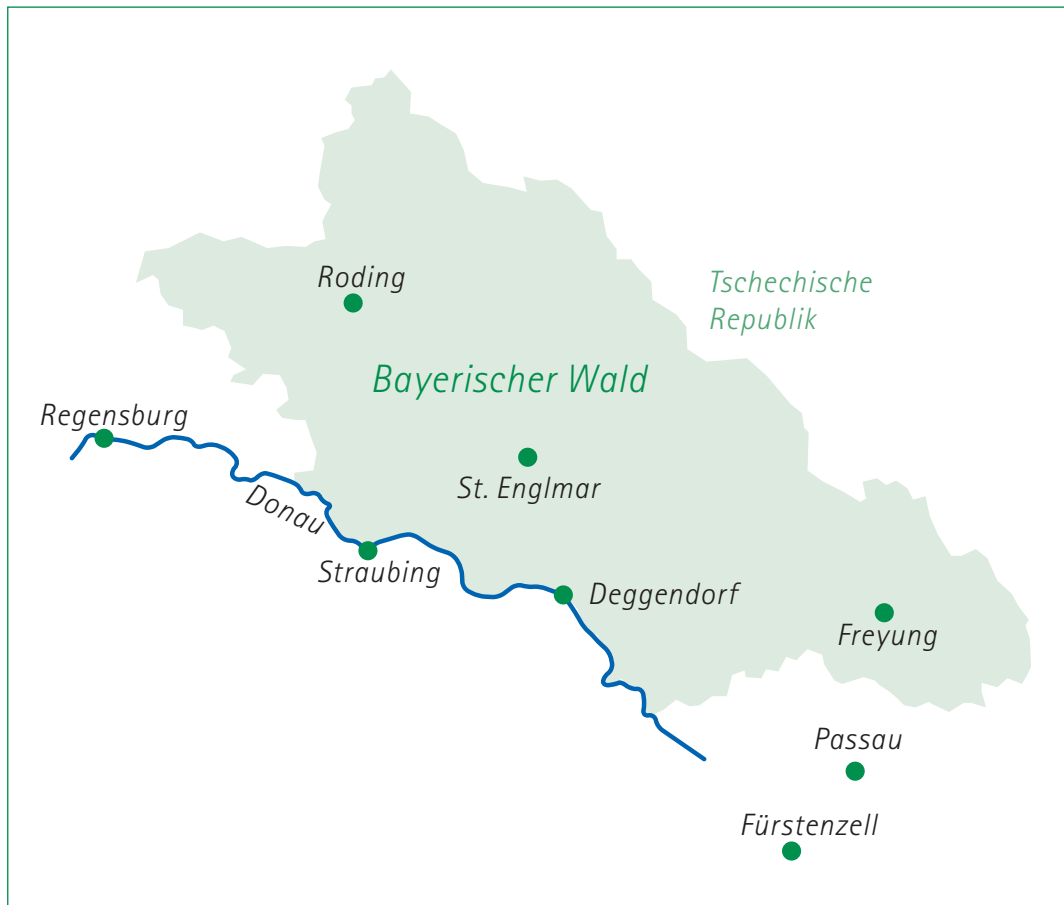 Roding
Tschechische
Republik
Bayerischer Wald
Regensburg
St. Englmar
Donau
Straubing
Deggendorf
Freyung
Passau
Fürstenzell